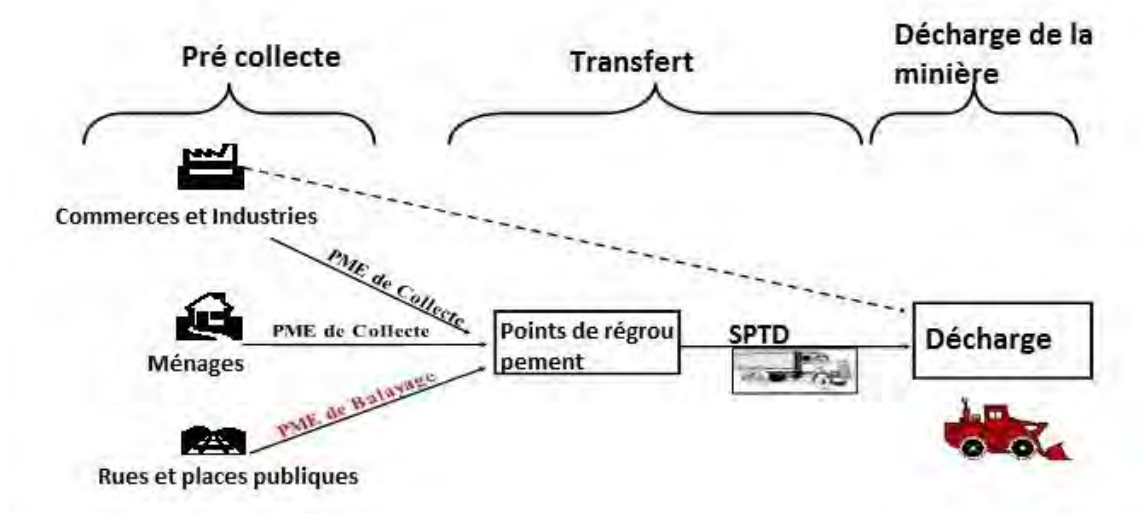 Pré collecte
Transfert
Décharge de la
minière
Commerces et Industries
PME de Collecte
Ménages
PME de Collecte
Points de régrou
pement
SPTD
Décharge
PME de Balayage
Rues et places publiques